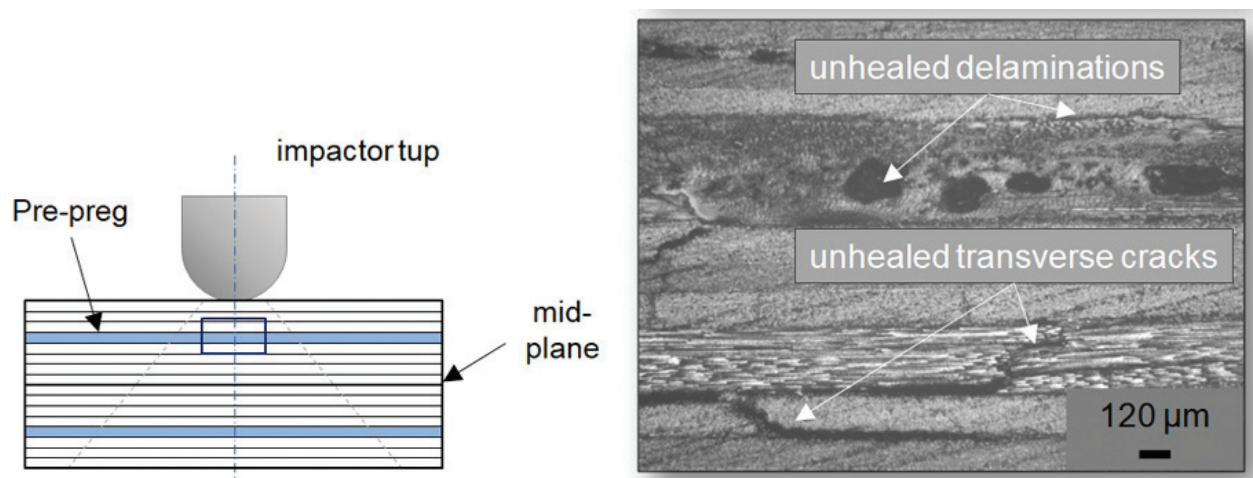 impactor tup
Pre-preg
mid-
plane
unhealed delaminations
unhealed transverse cracks
120 µm